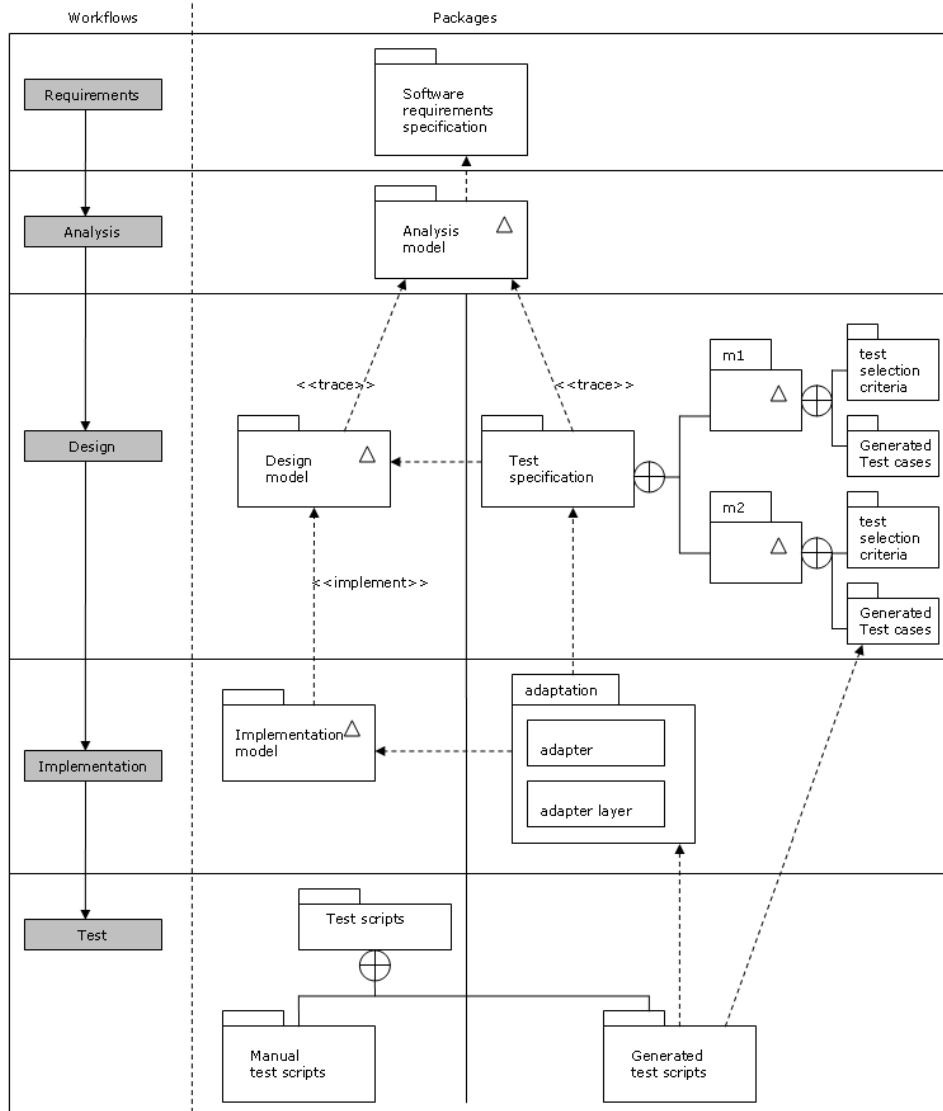 Workflows
Packages
Requirements
Software
requirements
specification
Analysis
Analysis
model
m1
test
selection
criteria
<<trace>>
<<trace>>
Design
Design
model
Test
specification
Generated
Test cases
m2
test
selection
criteria
<<implement>>
Generated
Test cases
adaptation
Implementation
Implementation
model
adapter
adapter layer
Test
Test scripts
Manual
test scripts
Generated
test scripts